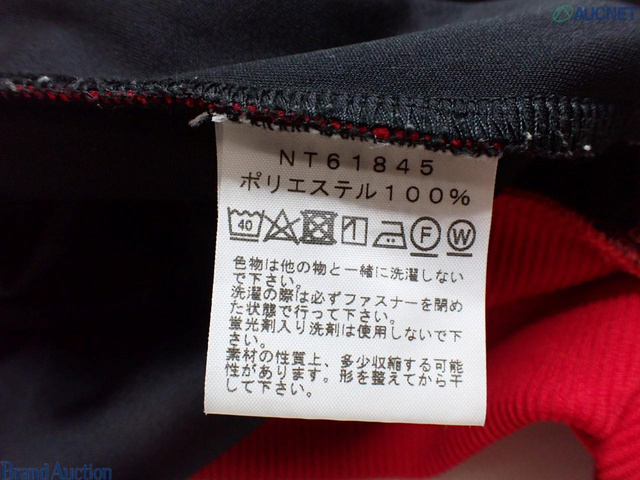 AUCNET
NT61845
ポリエステル100%
40
F
W
色物は他の物と一緒に洗濯しない
で下さい。
洗濯の際は必ずファスナーを閉め
た状態で行って下さい。
蛍光剤入り洗剤は使用しないで下
さい。
素材の性質上、多少収縮する可能
性があります。形を整えてから干
して下さい。
Brand Auction